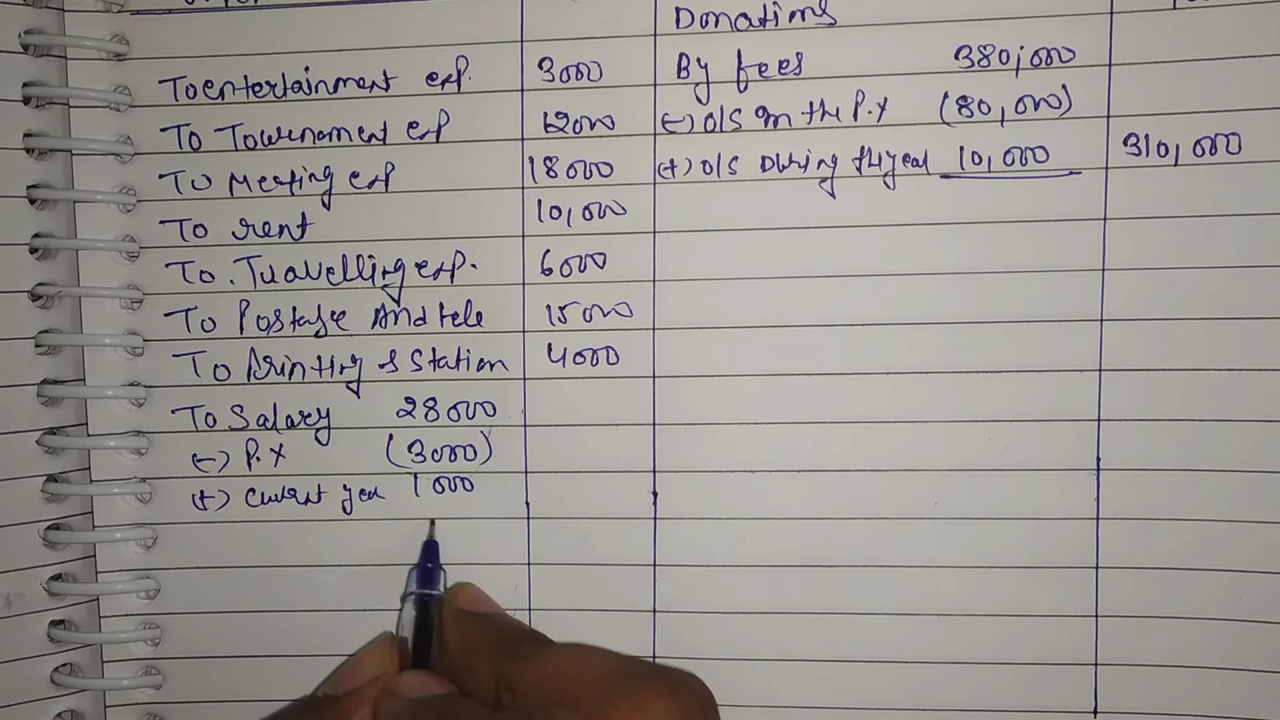 Donations
To entertainment exp. 3000 By fees 380,000
To Tournament exp 12000 (-) O/S on the P.Y (80,000)
To Meeting exp 18000 (+) O/S During the year 10,000 310,000
To rent 10,000
To. Travelling exp. 6000
To Postage And tele 15000
To Printing & Station 4000
To Salary 28000
(-) P.Y (3000)
(+) Current year 1000